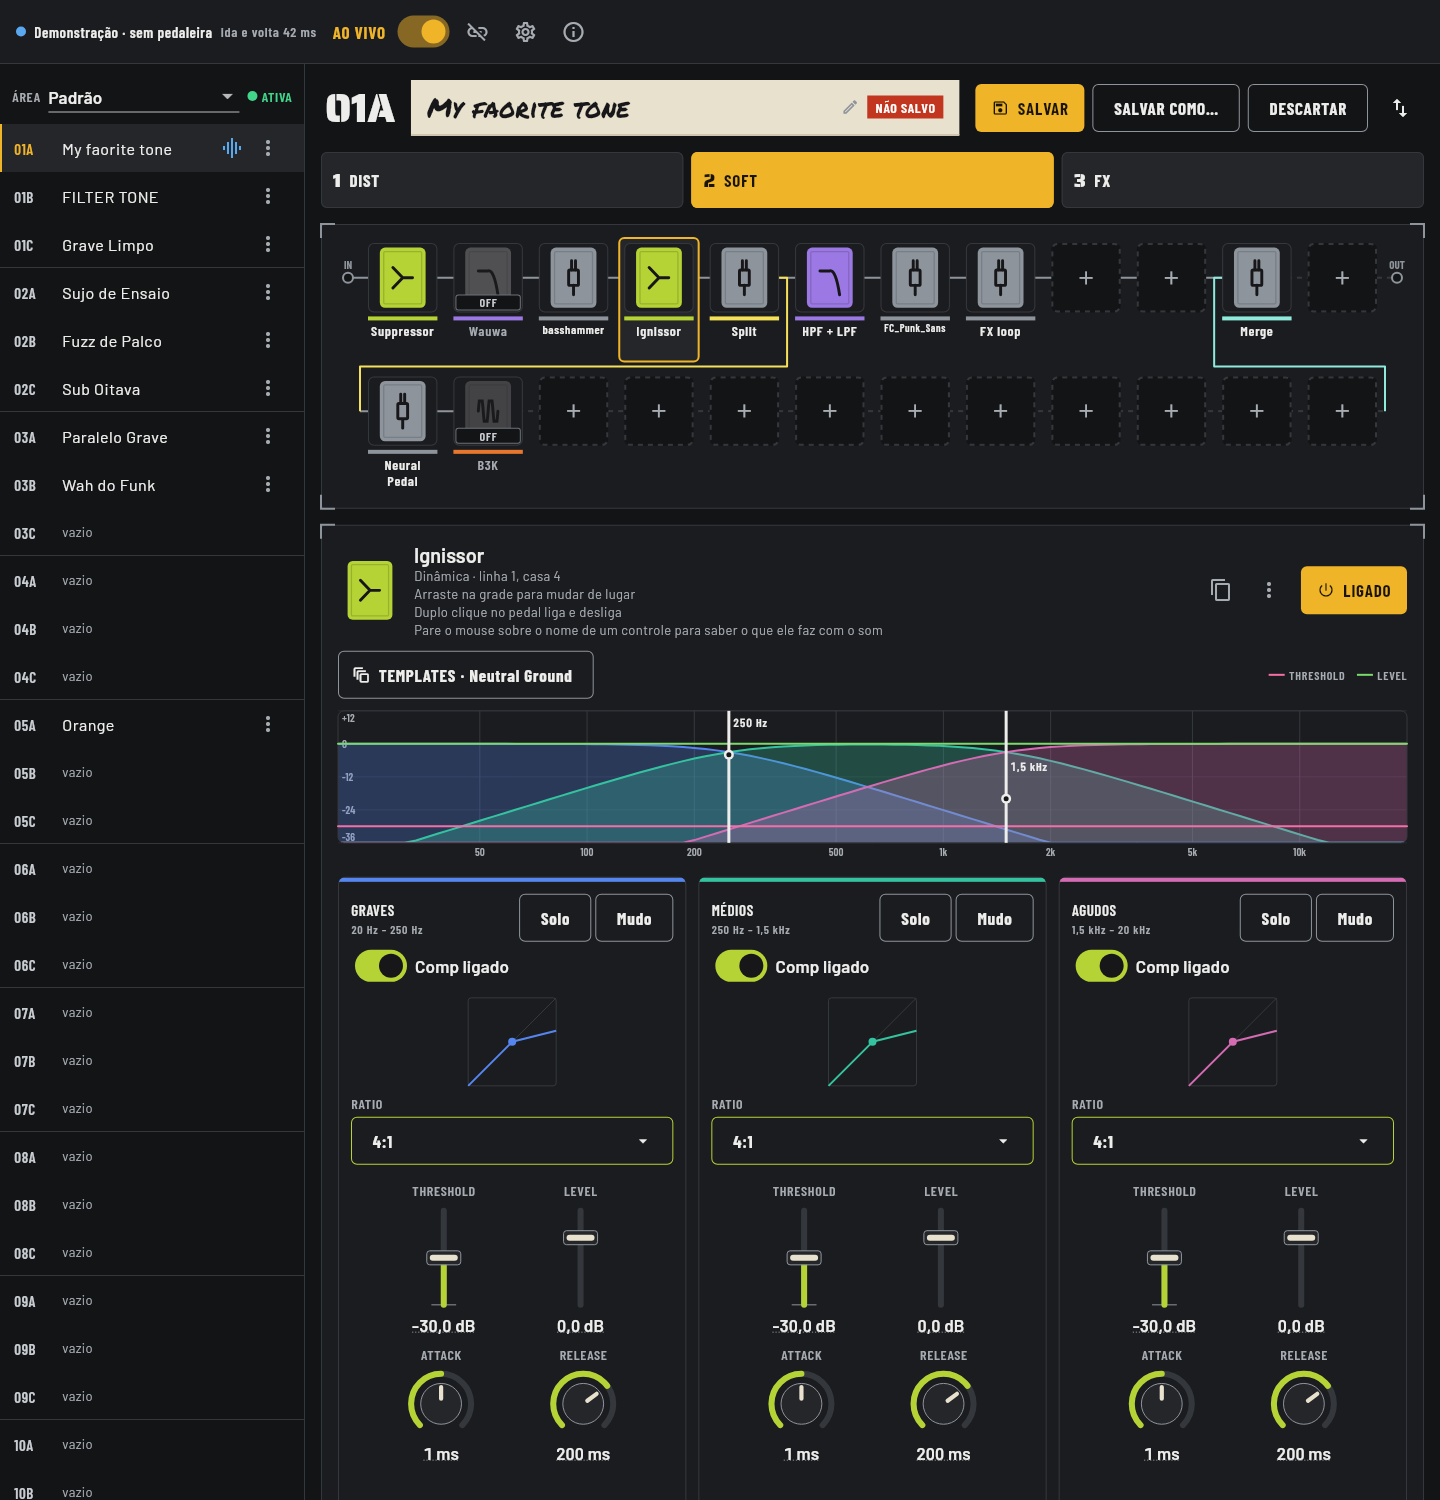 Demonstração · sem pedaleira Ida e volta 42 ms AO VIVO
ÁREA Padrão ATIVA
01A My faorite tone
01B FILTER TONE
01C Grave Limpo
02A Sujo de Ensaio
02B Fuzz de Palco
02C Sub Oitava
03A Paralelo Grave
03B Wah do Funk
03C vazio
04A vazio
04B vazio
04C vazio
05A Orange
05B vazio
05C vazio
06A vazio
06B vazio
06C vazio
07A vazio
07B vazio
07C vazio
08A vazio
08B vazio
08C vazio
09A vazio
09B vazio
09C vazio
10A vazio
10B vazio
01A My faorite tone NÃO SALVO SALVAR SALVAR COMO... DESCARTAR
1 DIST 2 SOFT 3 FX
IN OUT
OFF
Suppressor Wauwa basshammer Ignissor Split HPF + LPF FC_Punk_Sans FX loop Merge
OFF
Neural Pedal B3K
Ignissor
Dinâmica · linha 1, casa 4
Arraste na grade para mudar de lugar
Duplo clique no pedal liga e desliga
Pare o mouse sobre o nome de um controle para saber o que ele faz com o som
LIGADO
TEMPLATES · Neutral Ground THRESHOLD LEVEL
+12
250 Hz
0
1,5 kHz
-12
-24
-36
50 100 200 500 1k 2k 5k 10k
GRAVES Solo Mudo
20 Hz – 250 Hz
Comp ligado
RATIO
4:1
THRESHOLD LEVEL
-30,0 dB 0,0 dB
ATTACK RELEASE
1 ms 200 ms
MÉDIOS Solo Mudo
250 Hz – 1,5 kHz
Comp ligado
RATIO
4:1
THRESHOLD LEVEL
-30,0 dB 0,0 dB
ATTACK RELEASE
1 ms 200 ms
AGUDOS Solo Mudo
1,5 kHz – 20 kHz
Comp ligado
RATIO
4:1
THRESHOLD LEVEL
-30,0 dB 0,0 dB
ATTACK RELEASE
1 ms 200 ms